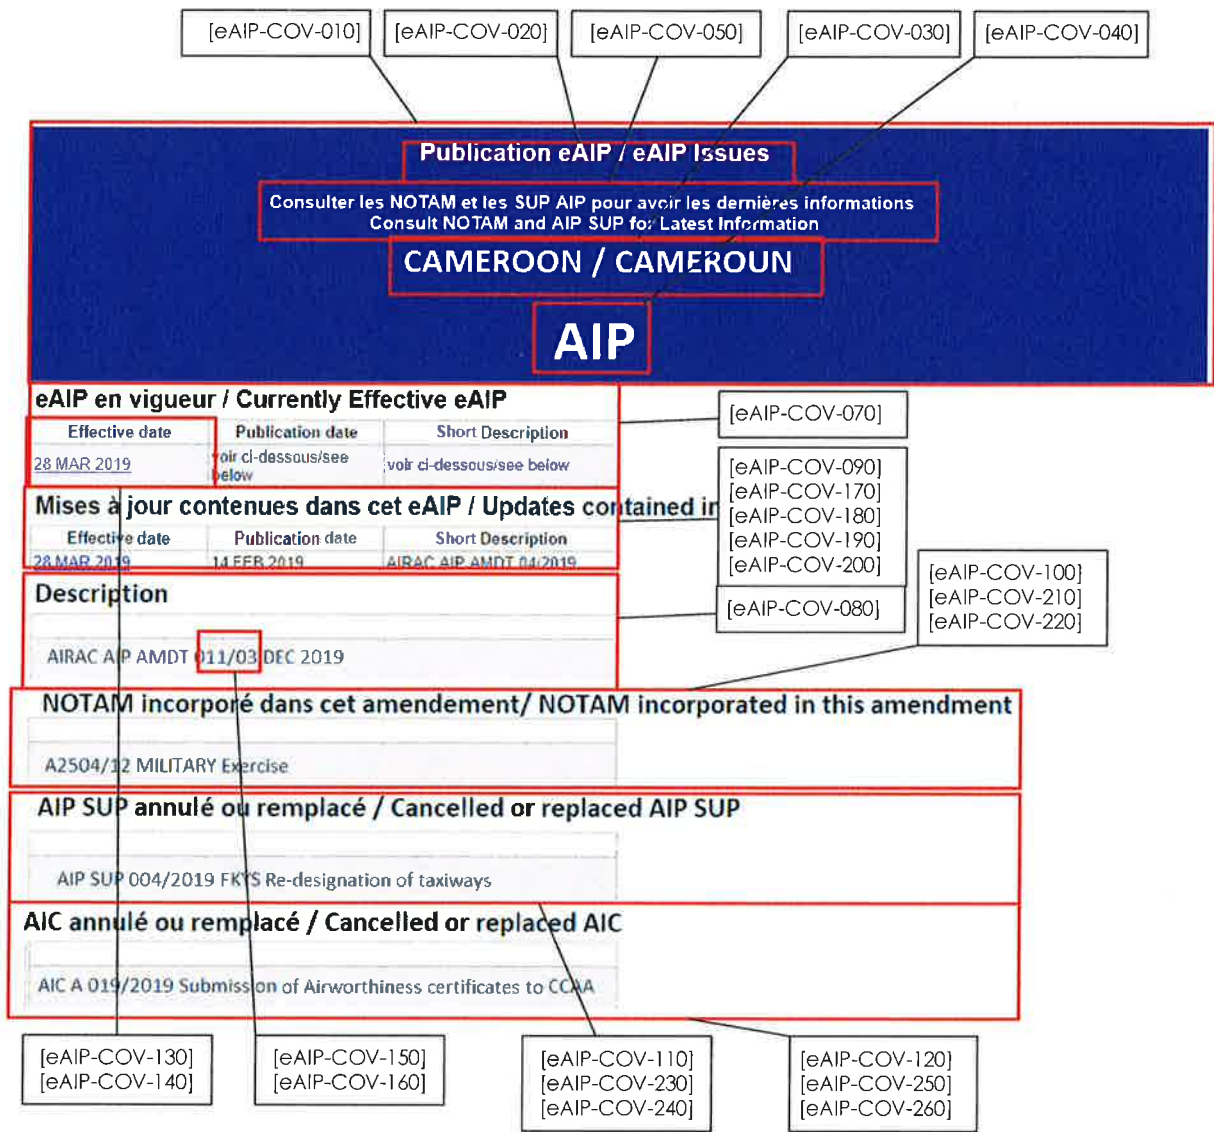 [eAIP-COV-010] [eAIP-COV-020] [eAIP-COV-050] [eAIP-COV-030] [eAIP-COV-040]
Publication eAIP / eAIP Issues
Consulter les NOTAM et les SUP AIP pour avoir les dernières informations
Consult NOTAM and AIP SUP for Latest Information
CAMEROON / CAMEROUN
AIP
eAIP en vigueur / Currently Effective eAIP
Effective date Publication date Short Description
28 MAR 2019 voir ci-dessous/see below voir ci-dessous/see below
[eAIP-COV-070]
Mises à jour contenues dans cet eAIP / Updates contained in
Effective date Publication date Short Description
28 MAR 2019 14 FEB 2019 AIRAC AIP AMDT 04/2019
[eAIP-COV-090]
[eAIP-COV-170]
[eAIP-COV-180]
[eAIP-COV-190]
[eAIP-COV-200]
Description
AIRAC AIP AMDT 011/03 DEC 2019
[eAIP-COV-080]
[eAIP-COV-100]
[eAIP-COV-210]
[eAIP-COV-220]
NOTAM incorporé dans cet amendement/ NOTAM incorporated in this amendment
A2504/12 MILITARY Exercise
AIP SUP annulé ou remplacé / Cancelled or replaced AIP SUP
AIP SUP 004/2019 FKYS Re-designation of taxiways
AIC annulé ou remplacé / Cancelled or replaced AIC
AIC A 019/2019 Submission of Airworthiness certificates to CCAA
[eAIP-COV-130]
[eAIP-COV-140]
[eAIP-COV-150]
[eAIP-COV-160]
[eAIP-COV-110]
[eAIP-COV-230]
[eAIP-COV-240]
[eAIP-COV-120]
[eAIP-COV-250]
[eAIP-COV-260]